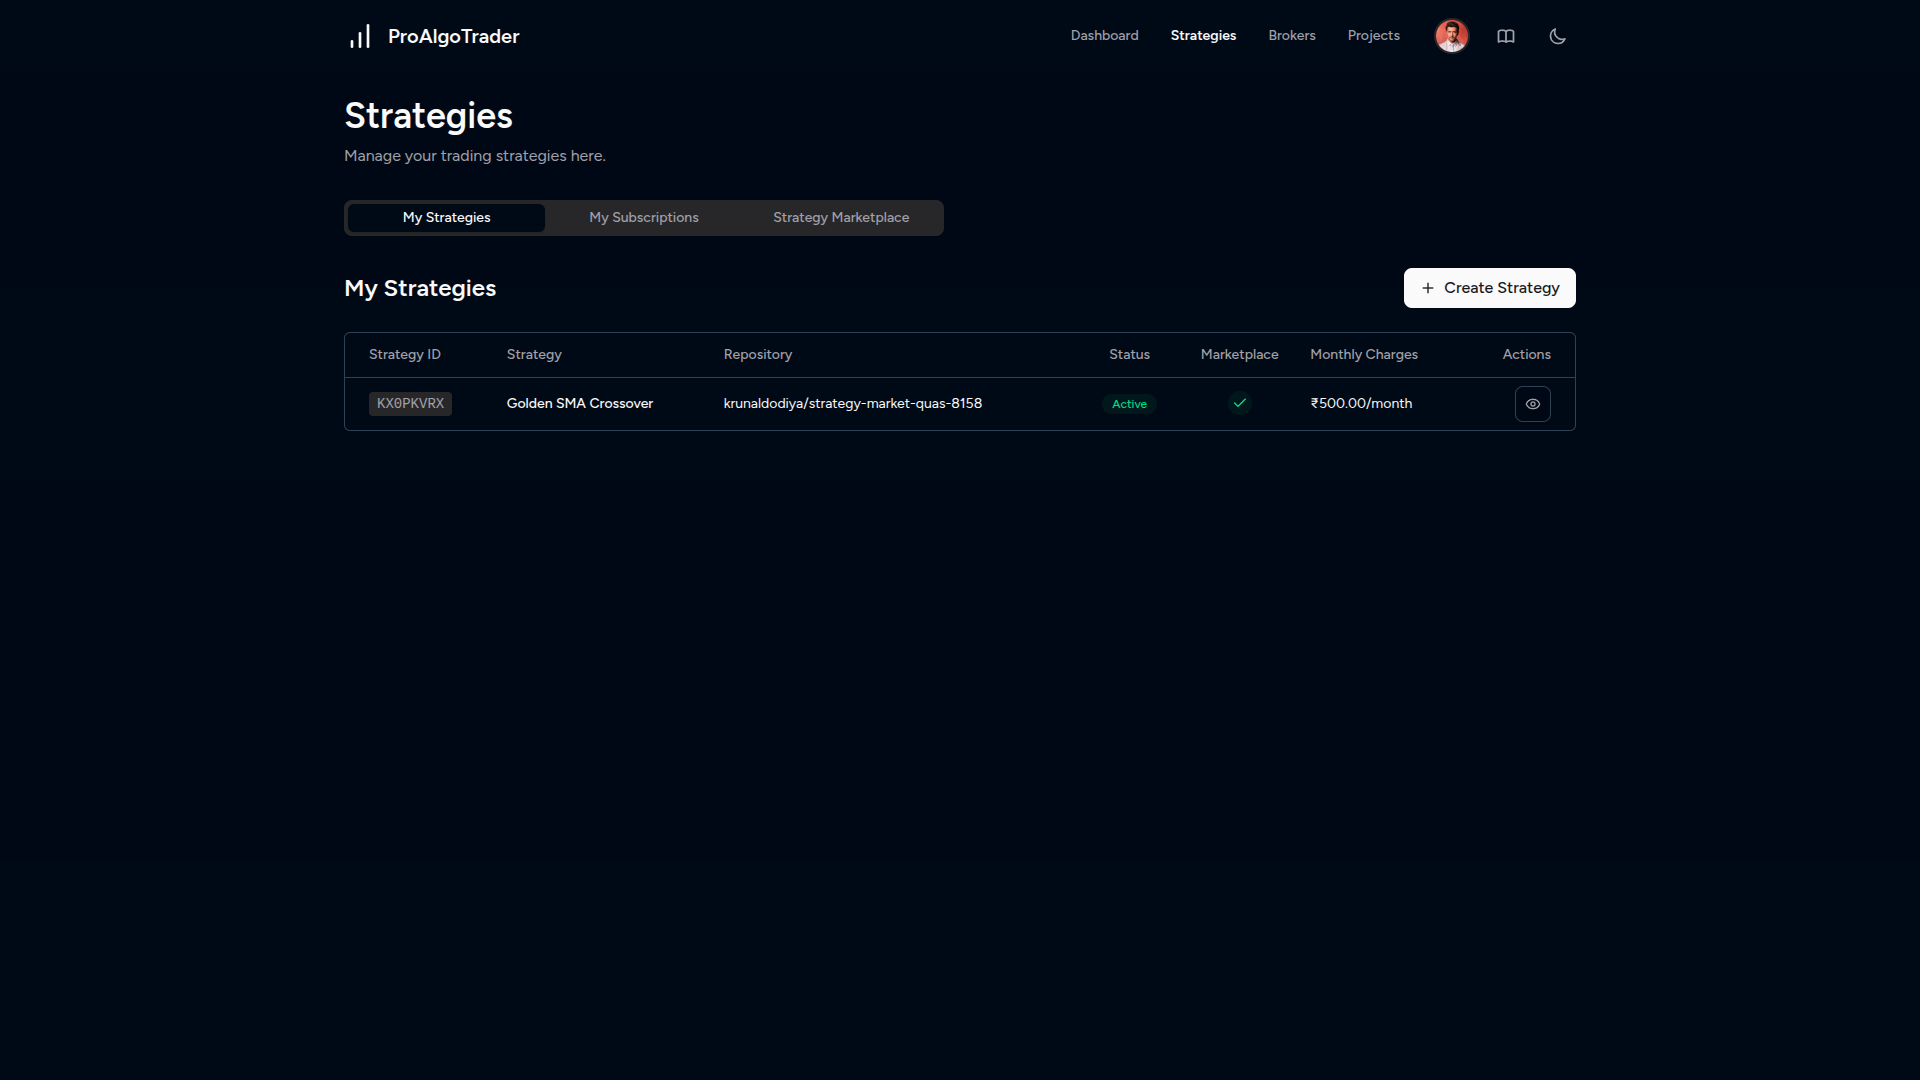 ProAlgoTrader
Dashboard Strategies Brokers Projects
Strategies
Manage your trading strategies here.
My Strategies My Subscriptions Strategy Marketplace
My Strategies
Create Strategy
Strategy ID Strategy Repository Status Marketplace Monthly Charges Actions
KX0PKVRX Golden SMA Crossover krunaldodiya/strategy-market-quas-8158 Active ₹500.00/month